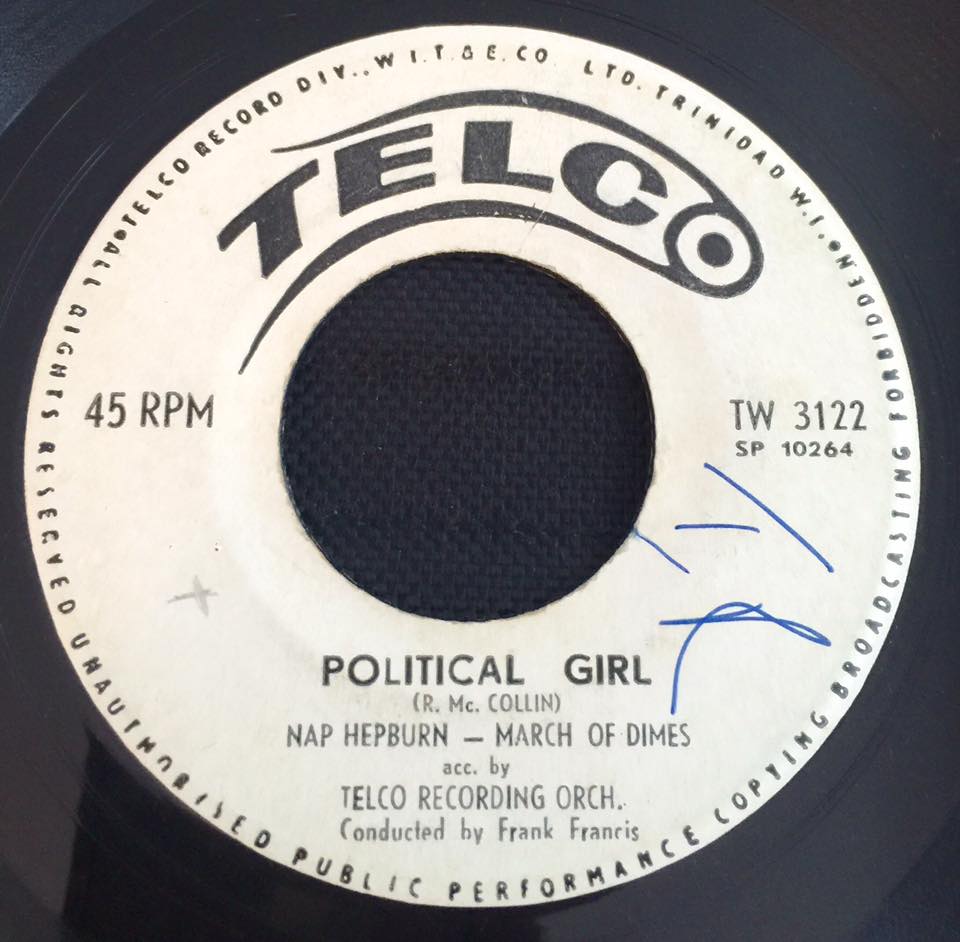 TELCO RECORD DIV., W.I.T.&E.CO. LTD. TRINIDAD W.I.
TELCO
45 RPM
TW 3122
SP 10264
POLITICAL GIRL
(R. Mc. COLLIN)
NAP HEPBURN — MARCH OF DIMES
acc. by
TELCO RECORDING ORCH.
Conducted by Frank Francis
ALL RIGHTS RESERVED UNAUTHORISED PUBLIC PERFORMANCE COPYING BROADCASTING FORBIDDEN